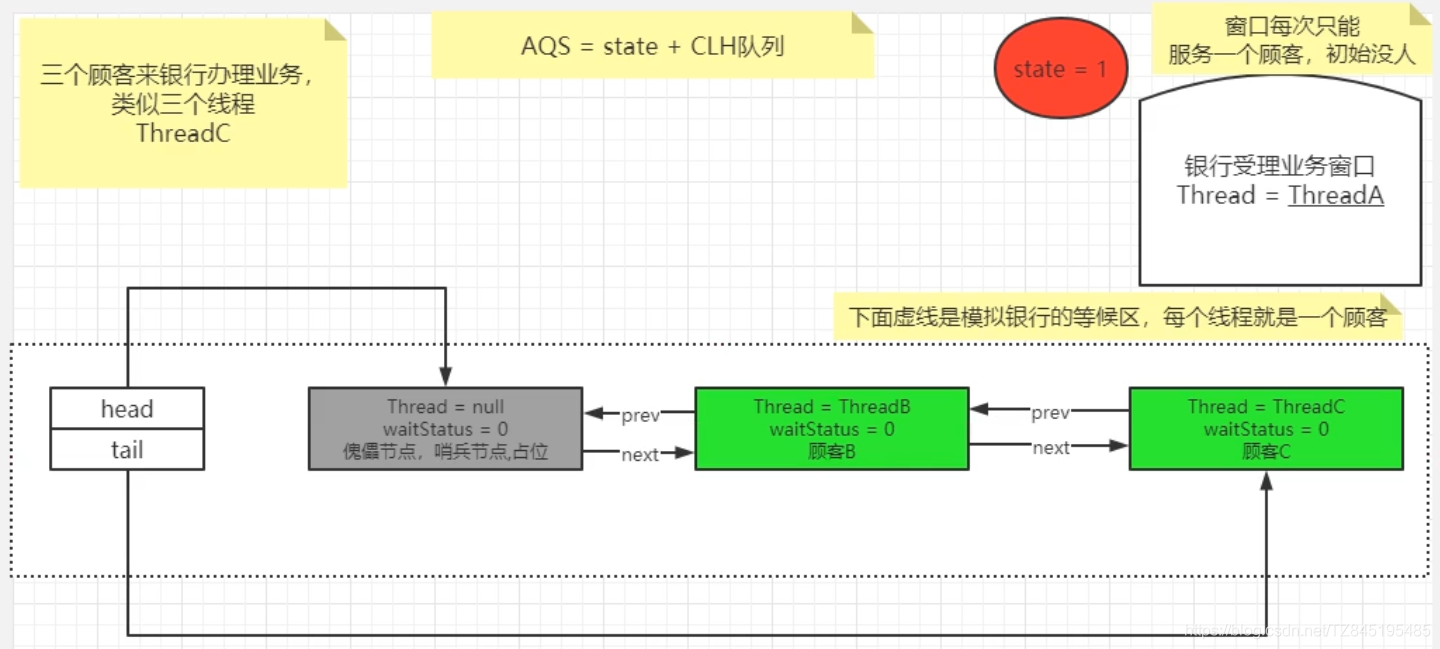 三个顾客来银行办理业务，
类似三个线程
ThreadC
AQS = state + CLH队列
state = 1
窗口每次只能
服务一个顾客，初始没人
银行受理业务窗口
Thread = ThreadA
下面虚线是模拟银行的等候区，每个线程就是一个顾客
head
tail
Thread = null
waitStatus = 0
傀儡节点，哨兵节点,占位
prev
next
Thread = ThreadB
waitStatus = 0
顾客B
prev
next
Thread = ThreadC
waitStatus = 0
顾客C
https://blog.csdn.net/TZ845195485